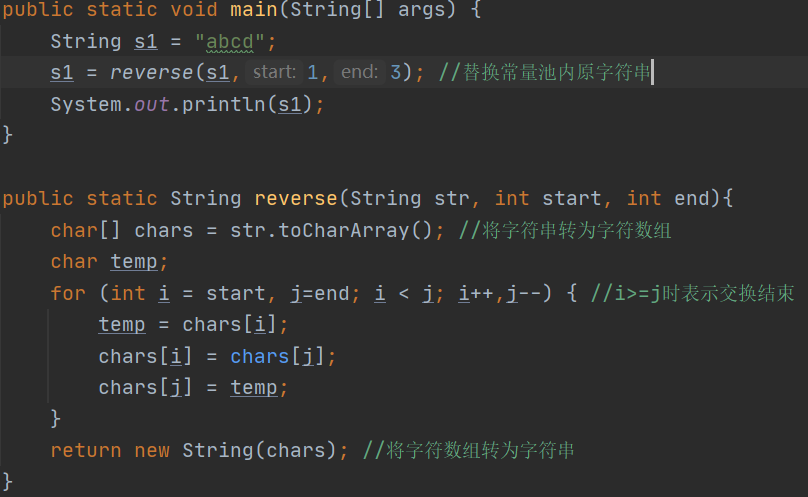 public static void main(String[] args) {
String s1 = "abcd";
s1 = reverse(s1, start: 1, end: 3); //替换常量池内原字符串
System.out.println(s1);
}
public static String reverse(String str, int start, int end){
char[] chars = str.toCharArray(); //将字符串转为字符数组
char temp;
for (int i = start, j=end; i < j; i++,j--) { //i>=j时表示交换结束
temp = chars[i];
chars[i] = chars[j];
chars[j] = temp;
}
return new String(chars); //将字符数组转为字符串
}